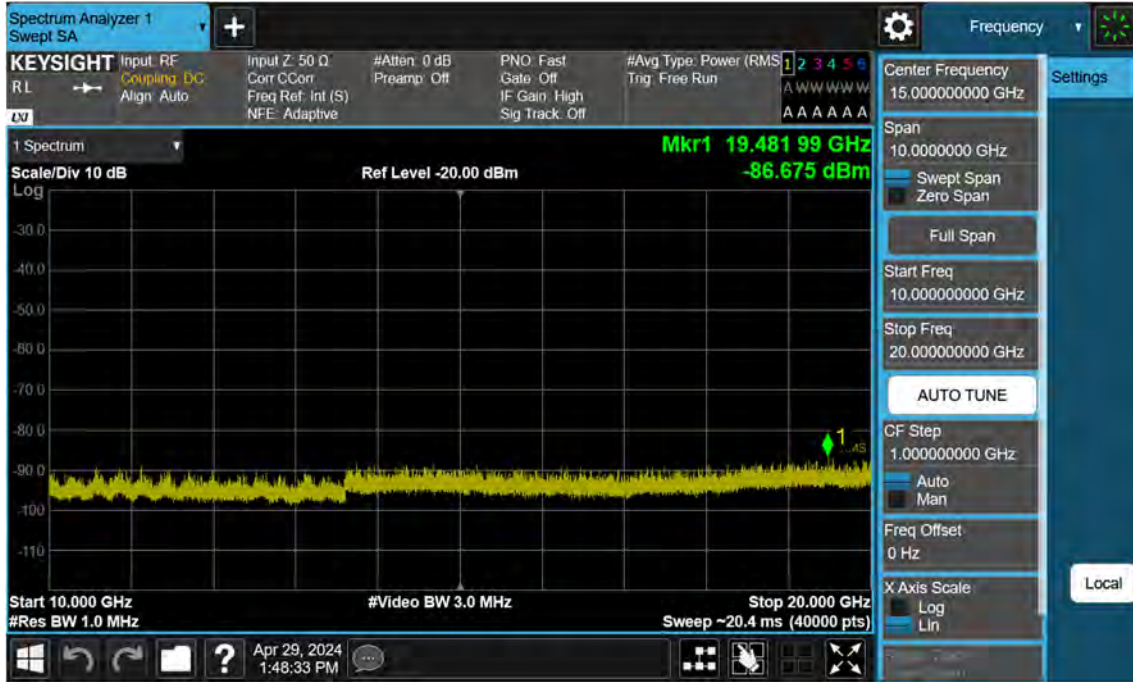 Spectrum Analyzer 1
Swept SA
Frequency
KEYSIGHT
RL
LXI
Input: RF
Coupling: DC
Align: Auto
Input Z: 50 Ω
Corr CCorr
Freq Ref: Int (S)
NFE: Adaptive
#Atten: 0 dB
Preamp: Off
PNO: Fast
Gate: Off
IF Gain: High
Sig Track: Off
#Avg Type: Power (RMS
Trig: Free Run
1 2 3 4 5 6
A W W W W W
A A A A A A
1 Spectrum
Scale/Div 10 dB
Ref Level -20.00 dBm
Mkr1 19.481 99 GHz
-86.675 dBm
Log
-30.0
-40.0
-50.0
-60.0
-70.0
-80.0
-90.0
-100
-110
1
Start 10.000 GHz
#Video BW 3.0 MHz
Stop 20.000 GHz
#Res BW 1.0 MHz
Sweep ~20.4 ms (40000 pts)
Apr 29, 2024
1:48:33 PM
?
Center Frequency
15.000000000 GHz
Span
10.0000000 GHz
Swept Span
Zero Span
Full Span
Start Freq
10.000000000 GHz
Stop Freq
20.000000000 GHz
AUTO TUNE
CF Step
1.000000000 GHz
Auto
Man
Freq Offset
0 Hz
X Axis Scale
Log
Lin
Settings
Local